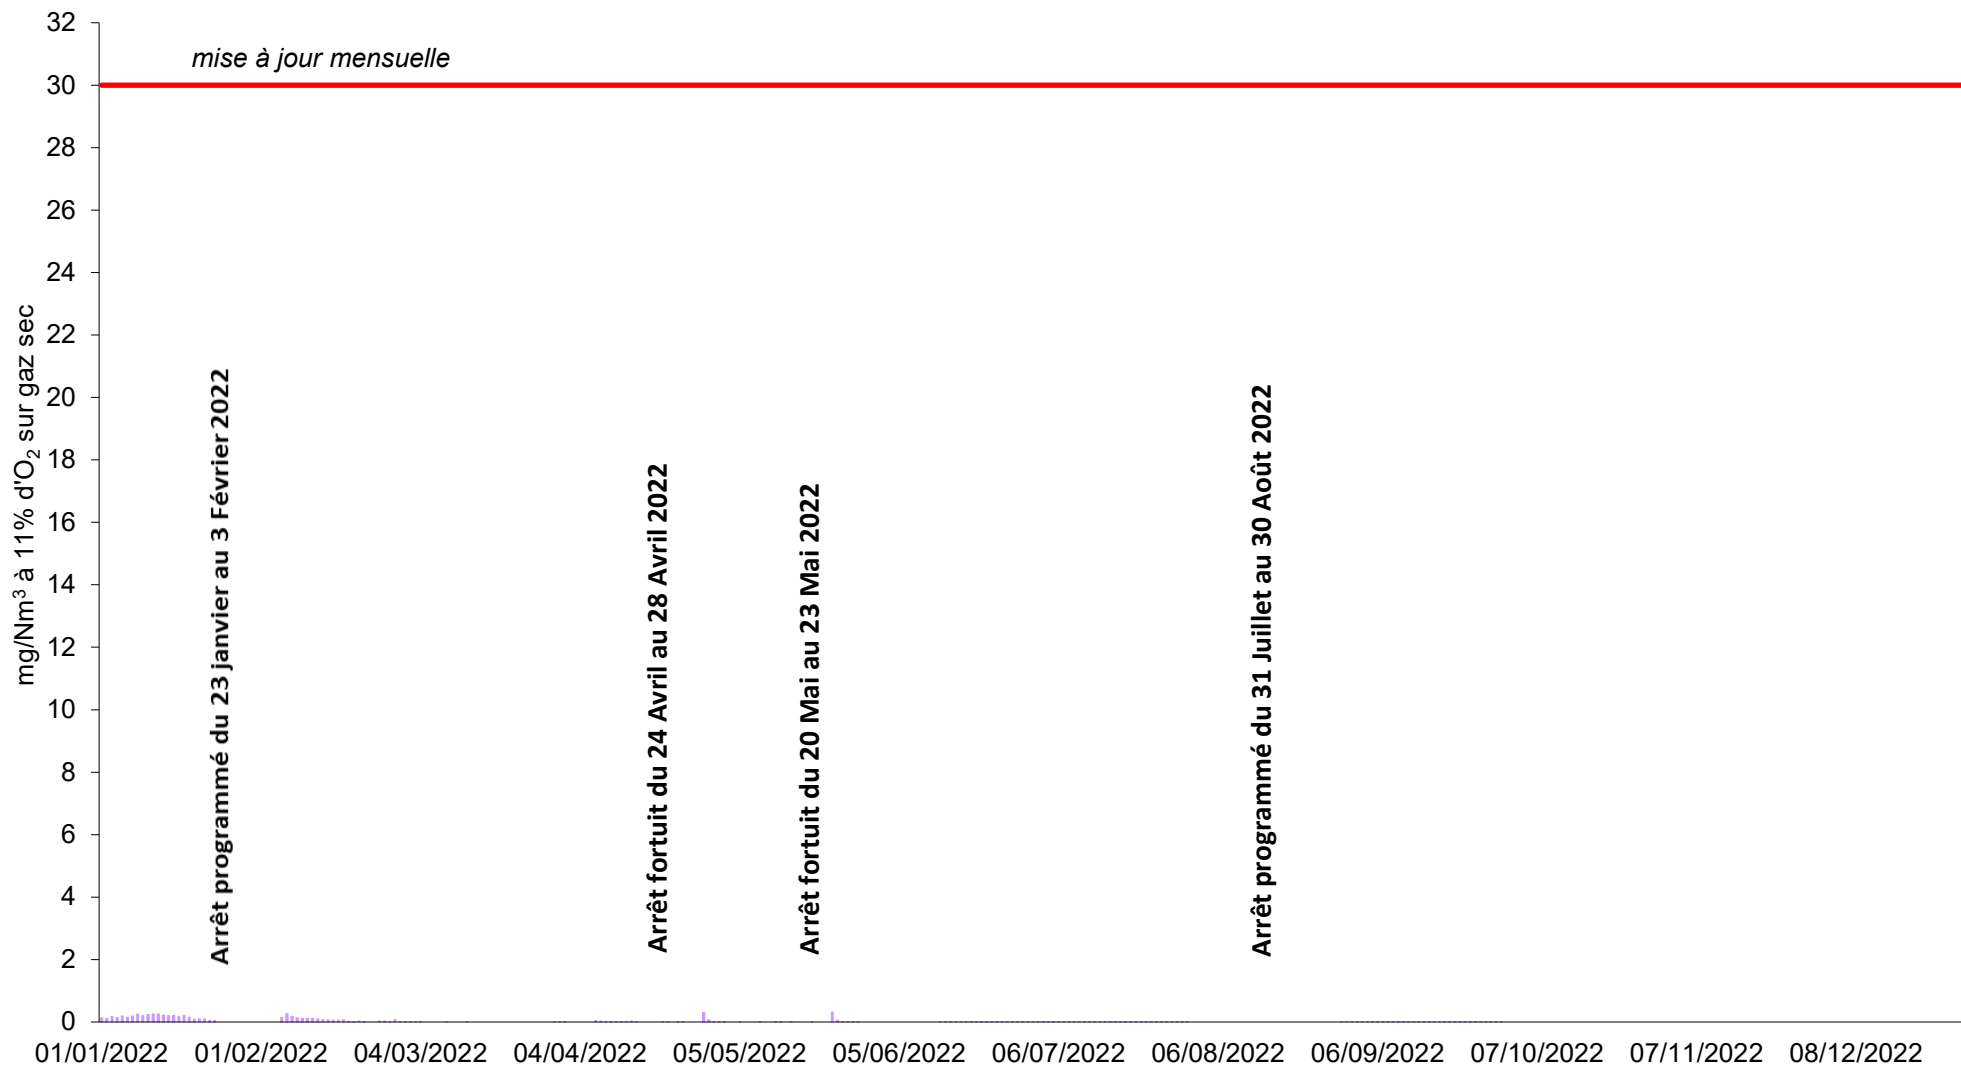 mise à jour mensuelle
32
30
28
26
24
22
20
18
16
14
12
10
8
6
4
2
0
mg/Nm³ à 11% d'O₂ sur gaz sec
Arrêt programmé du 23 janvier au 3 Février 2022
Arrêt fortuit du 24 Avril au 28 Avril 2022
Arrêt fortuit du 20 Mai au 23 Mai 2022
Arrêt programmé du 31 Juillet au 30 Août 2022
01/01/2022 01/02/2022 04/03/2022 04/04/2022 05/05/2022 05/06/2022 06/07/2022 06/08/2022 06/09/2022 07/10/2022 07/11/2022 08/12/2022